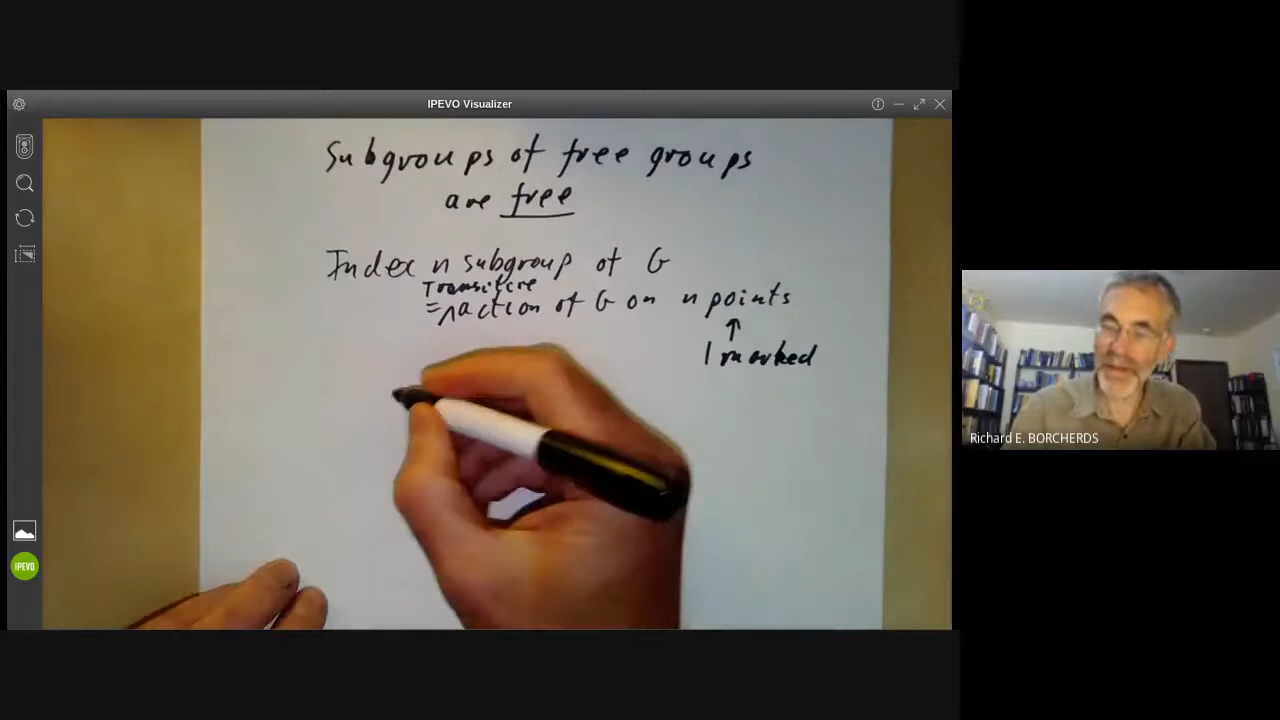 IPEVO Visualizer
Subgroups of free groups
are free
Index n subgroup of G
Transitive
= action of G on n points
1 marked
Richard E. BORCHERDS
IPEVO